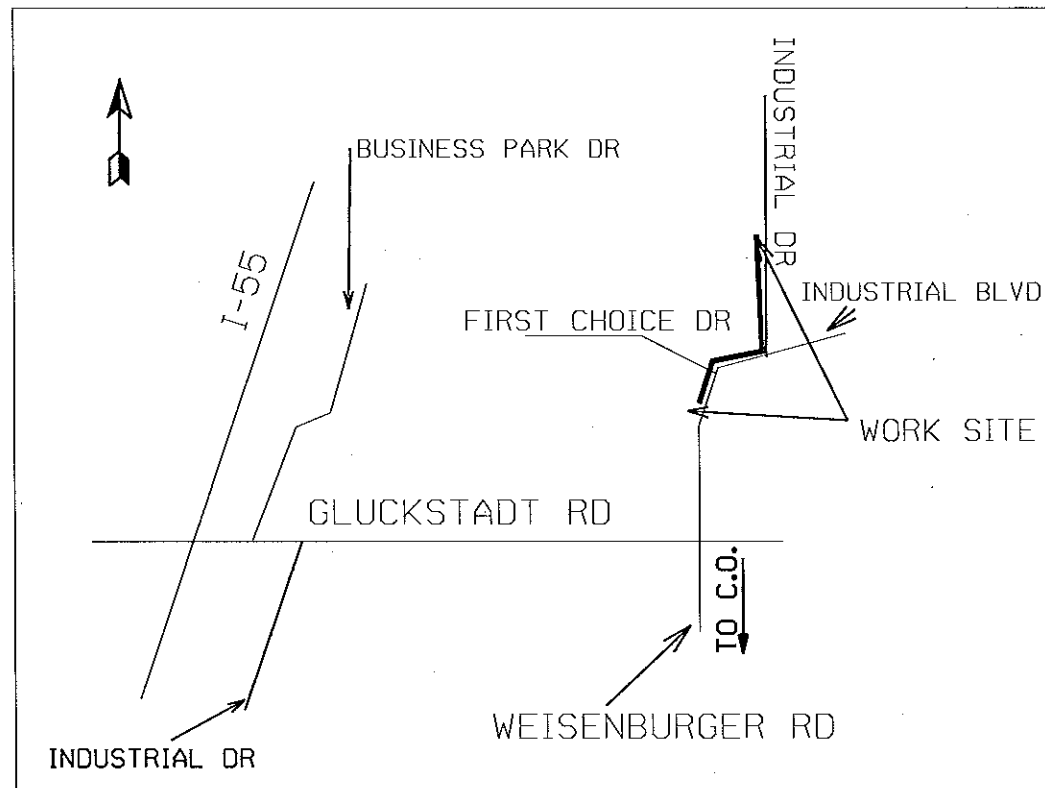 INDUSTRIAL DR
BUSINESS PARK DR
I-55
INDUSTRIAL BLVD
FIRST CHOICE DR
WORK SITE
GLUCKSTADT RD
TO C.O.
WEISENBURGER RD
INDUSTRIAL DR